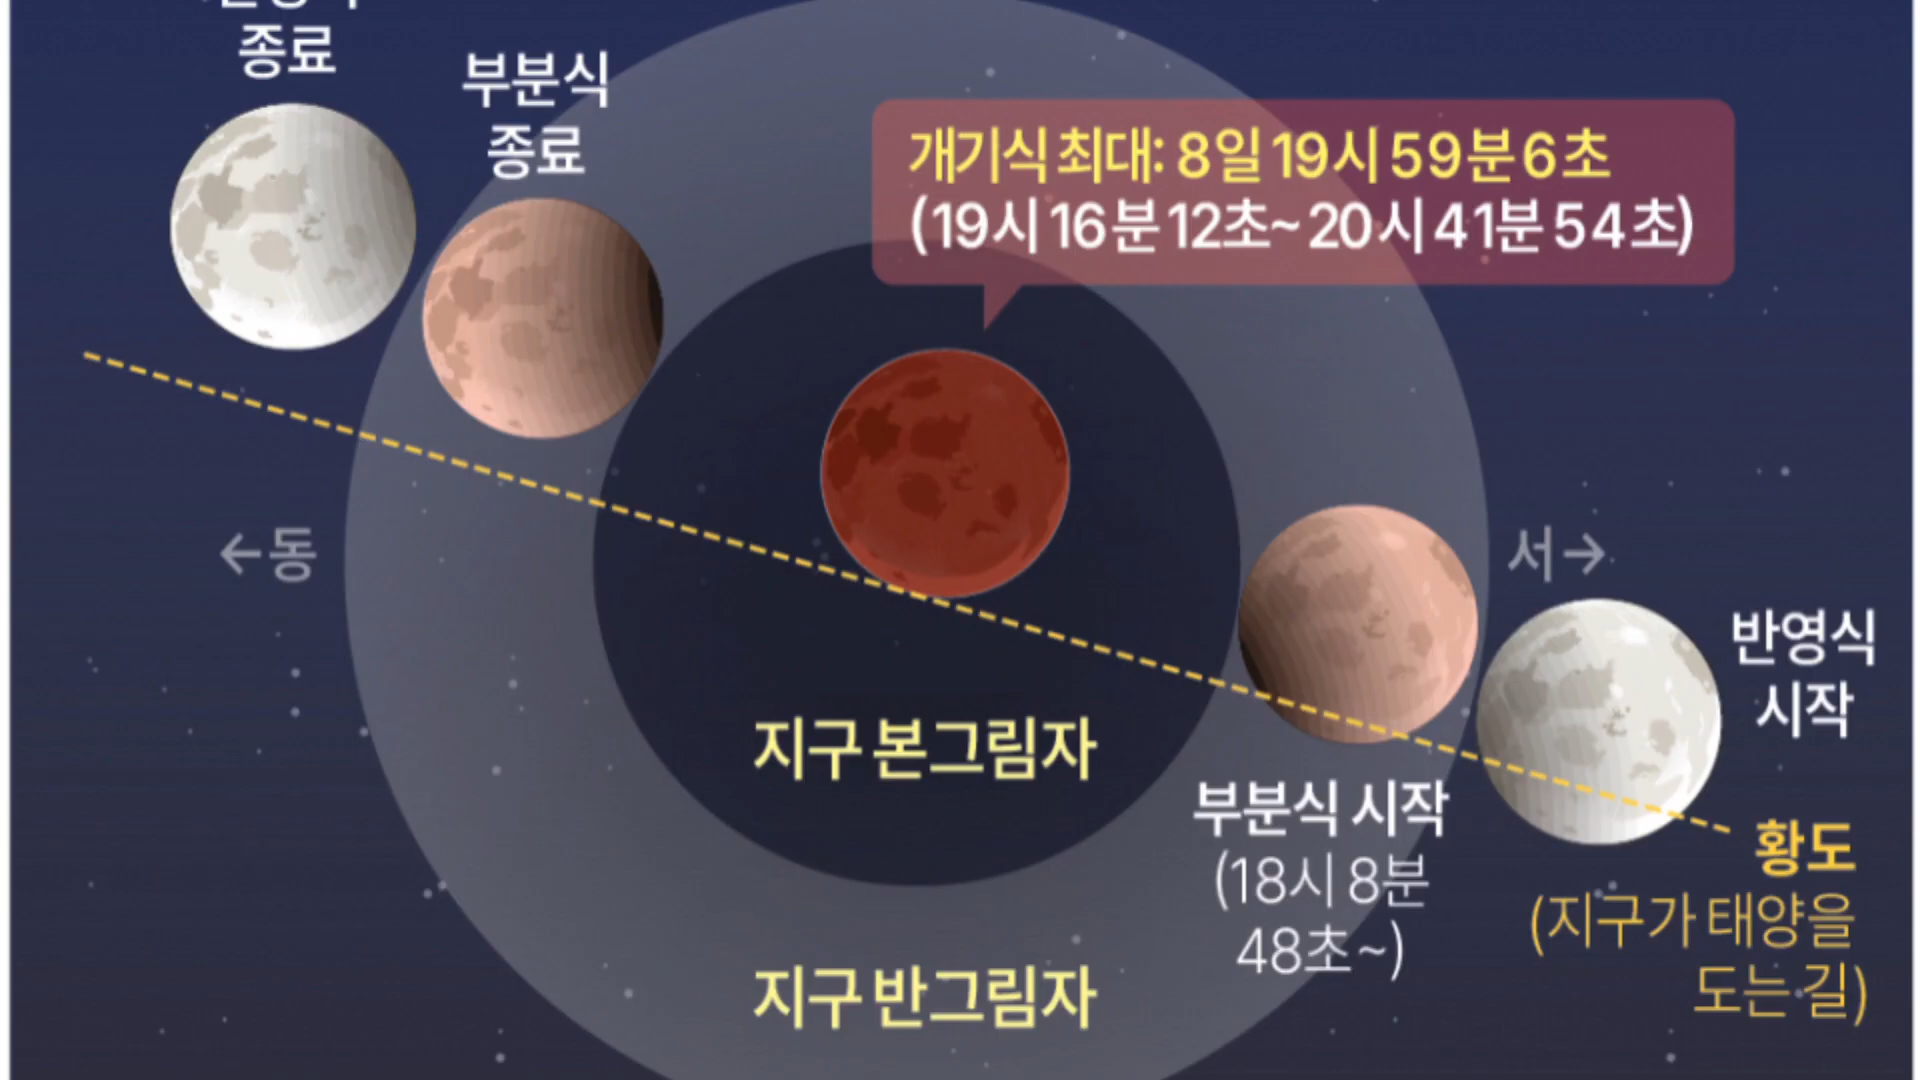 종료
부분식
종료
개기식 최대: 8일 19시 59분 6초
(19시 16분 12초~ 20시 41분 54초)
←동
서→
반영식
시작
지구 본그림자
부분식 시작
(18시 8분
48초~)
황도
(지구가 태양을
도는 길)
지구 반그림자